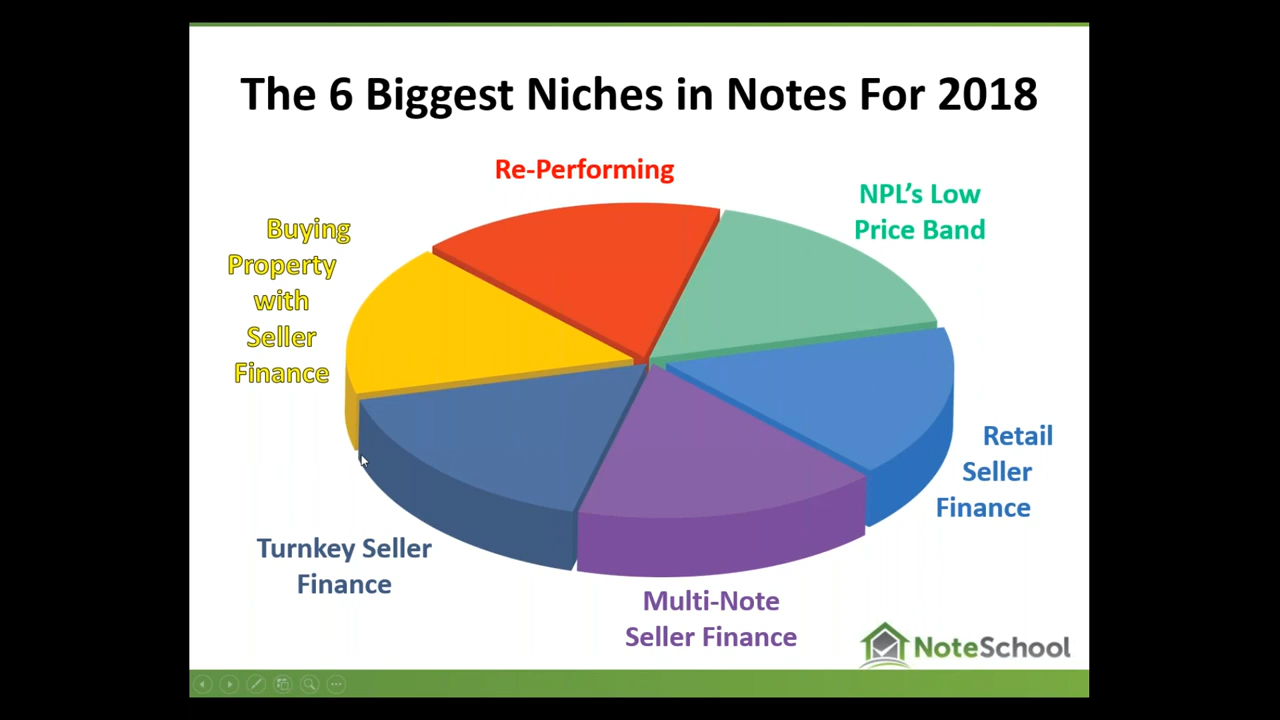 The 6 Biggest Niches in Notes For 2018
Re-Performing
NPL’s Low
Price Band
Buying
Property
with
Seller
Finance
Retail
Seller
Finance
Turnkey Seller
Finance
Multi-Note
Seller Finance
NoteSchool